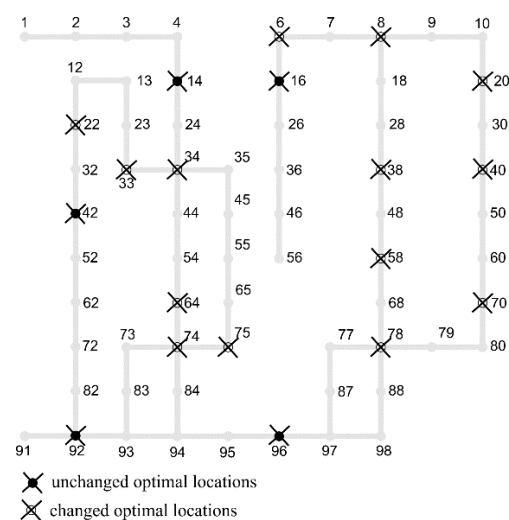 1 2 3 4 6 7 8 9 10
12 13 14 16 18 20
22 23 24 26 28 30
32 33 34 35 36 38 40
42 44 45 46 48 50
52 54 55 56 58 60
62 64 65 68 70
72 73 74 75 77 78 79 80
82 83 84 87 88
91 92 93 94 95 96 97 98
unchanged optimal locations
changed optimal locations